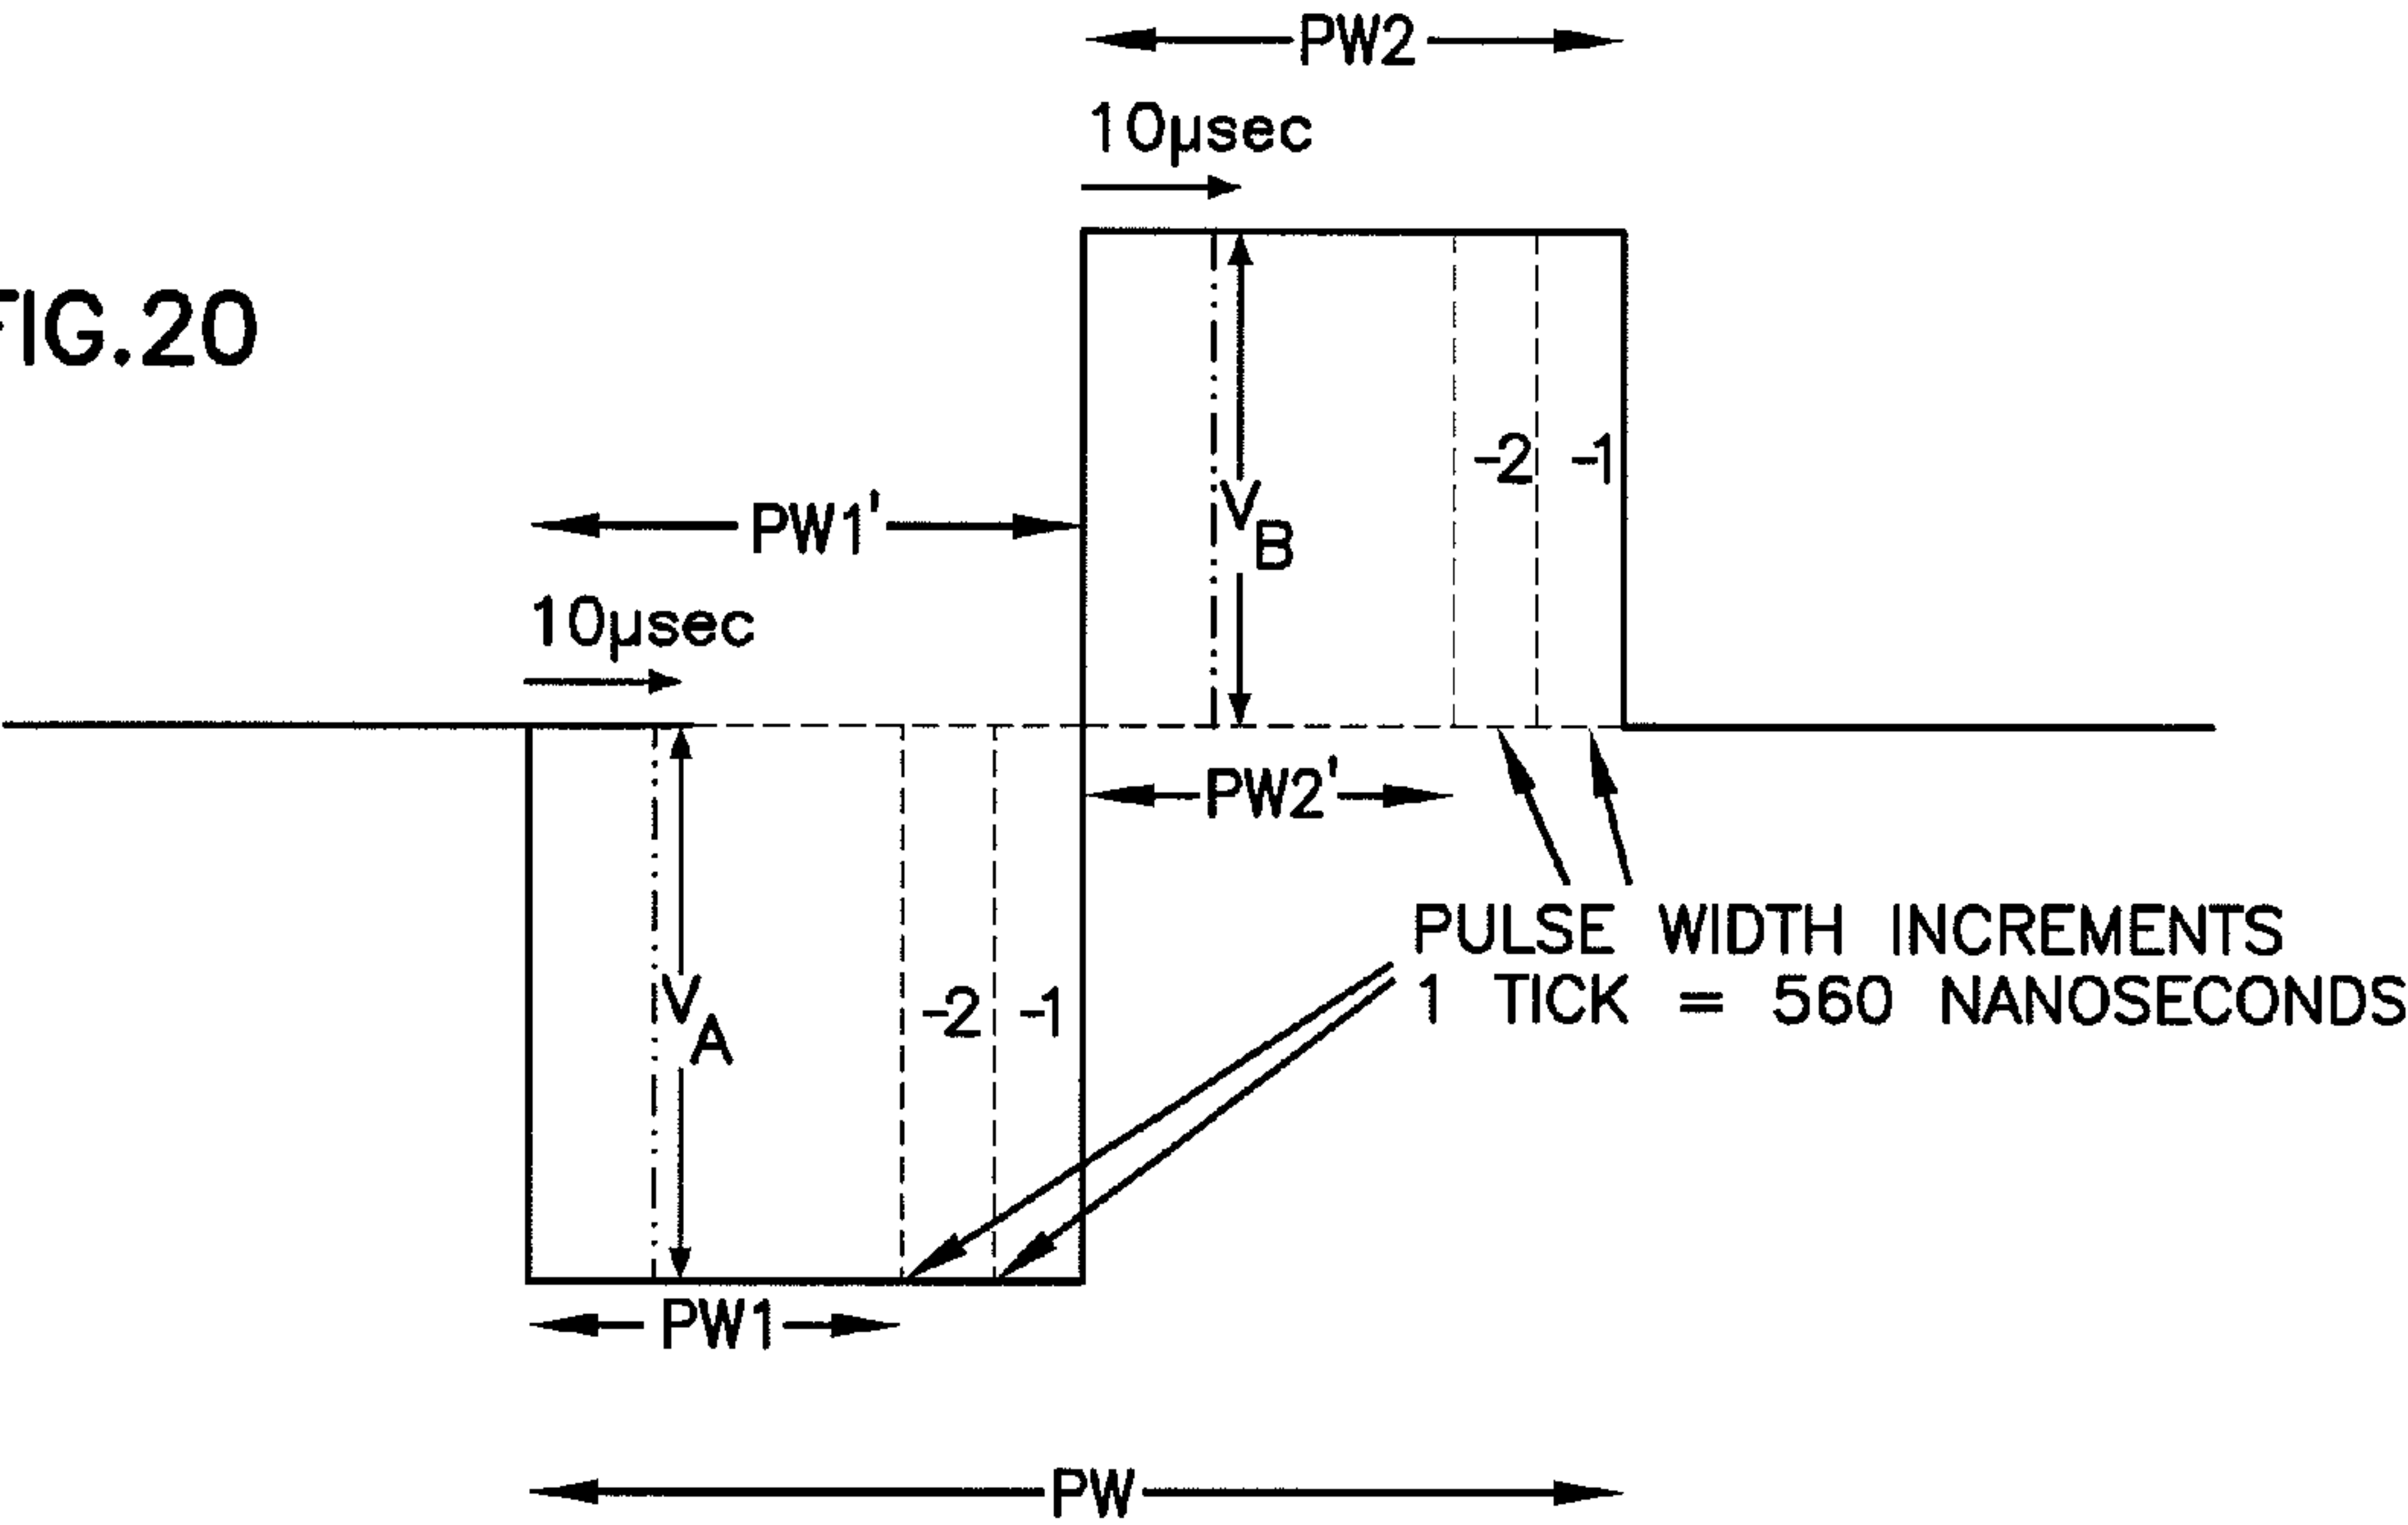 PW2
10µsec
FIG.20
-2 -1
PW1'
VB
10µsec
PW2'
PULSE WIDTH INCREMENTS
1 TICK = 560 NANOSECONDS
VA
-2 -1
PW1
PW